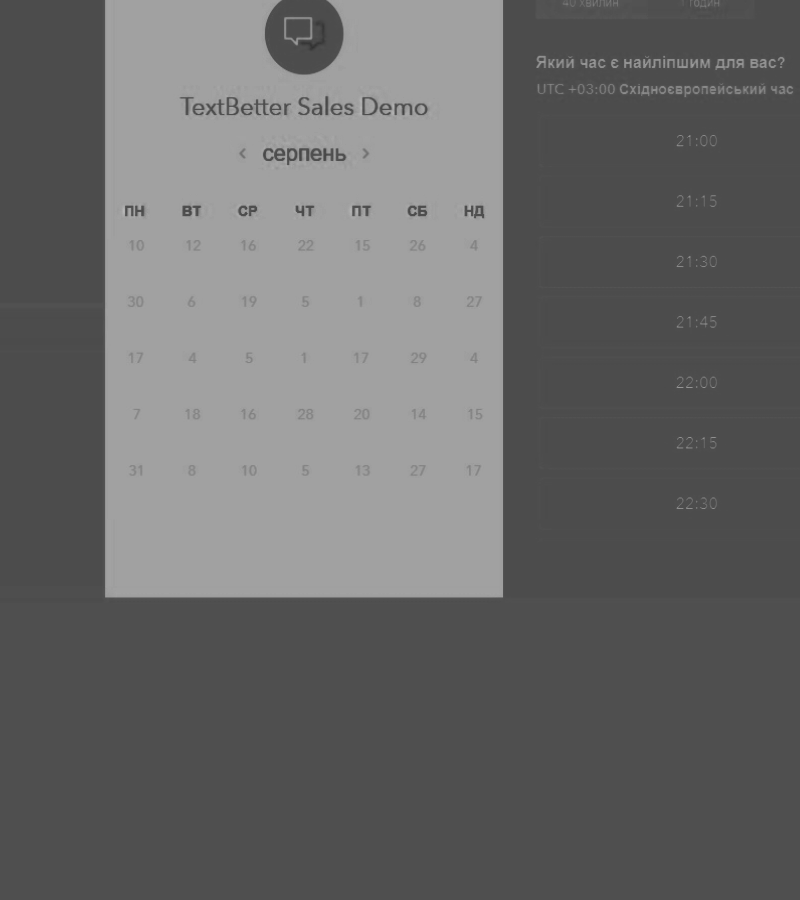 TextBetter Sales Demo
‹ серпень ›
ПН ВТ СР ЧТ ПТ СБ НД
10 12 16 22 15 26 4
30 6 19 5 1 8 27
17 4 5 1 17 29 4
7 18 16 28 20 14 15
31 8 10 5 13 27 17
40 хвилин 1 годин
Який час є найліпшим для вас?
UTC +03:00 Східноєвропейський час
21:00
21:15
21:30
21:45
22:00
22:15
22:30